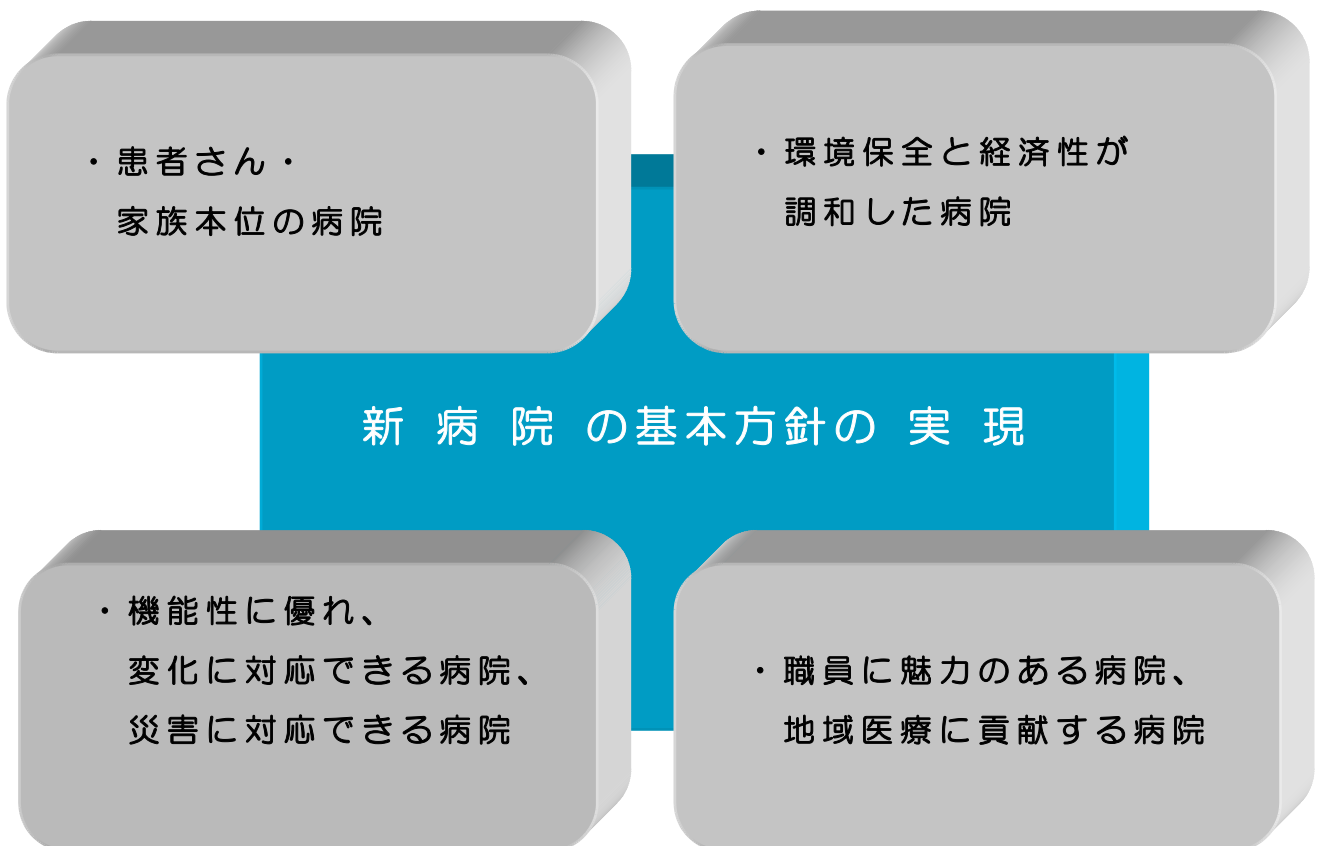 ・患者さん・
家族本位の病院
・環境保全と経済性が
調和した病院
新病院の基本方針の実現
・機能性に優れ、
変化に対応できる病院、
災害に対応できる病院
・職員に魅力のある病院、
地域医療に貢献する病院